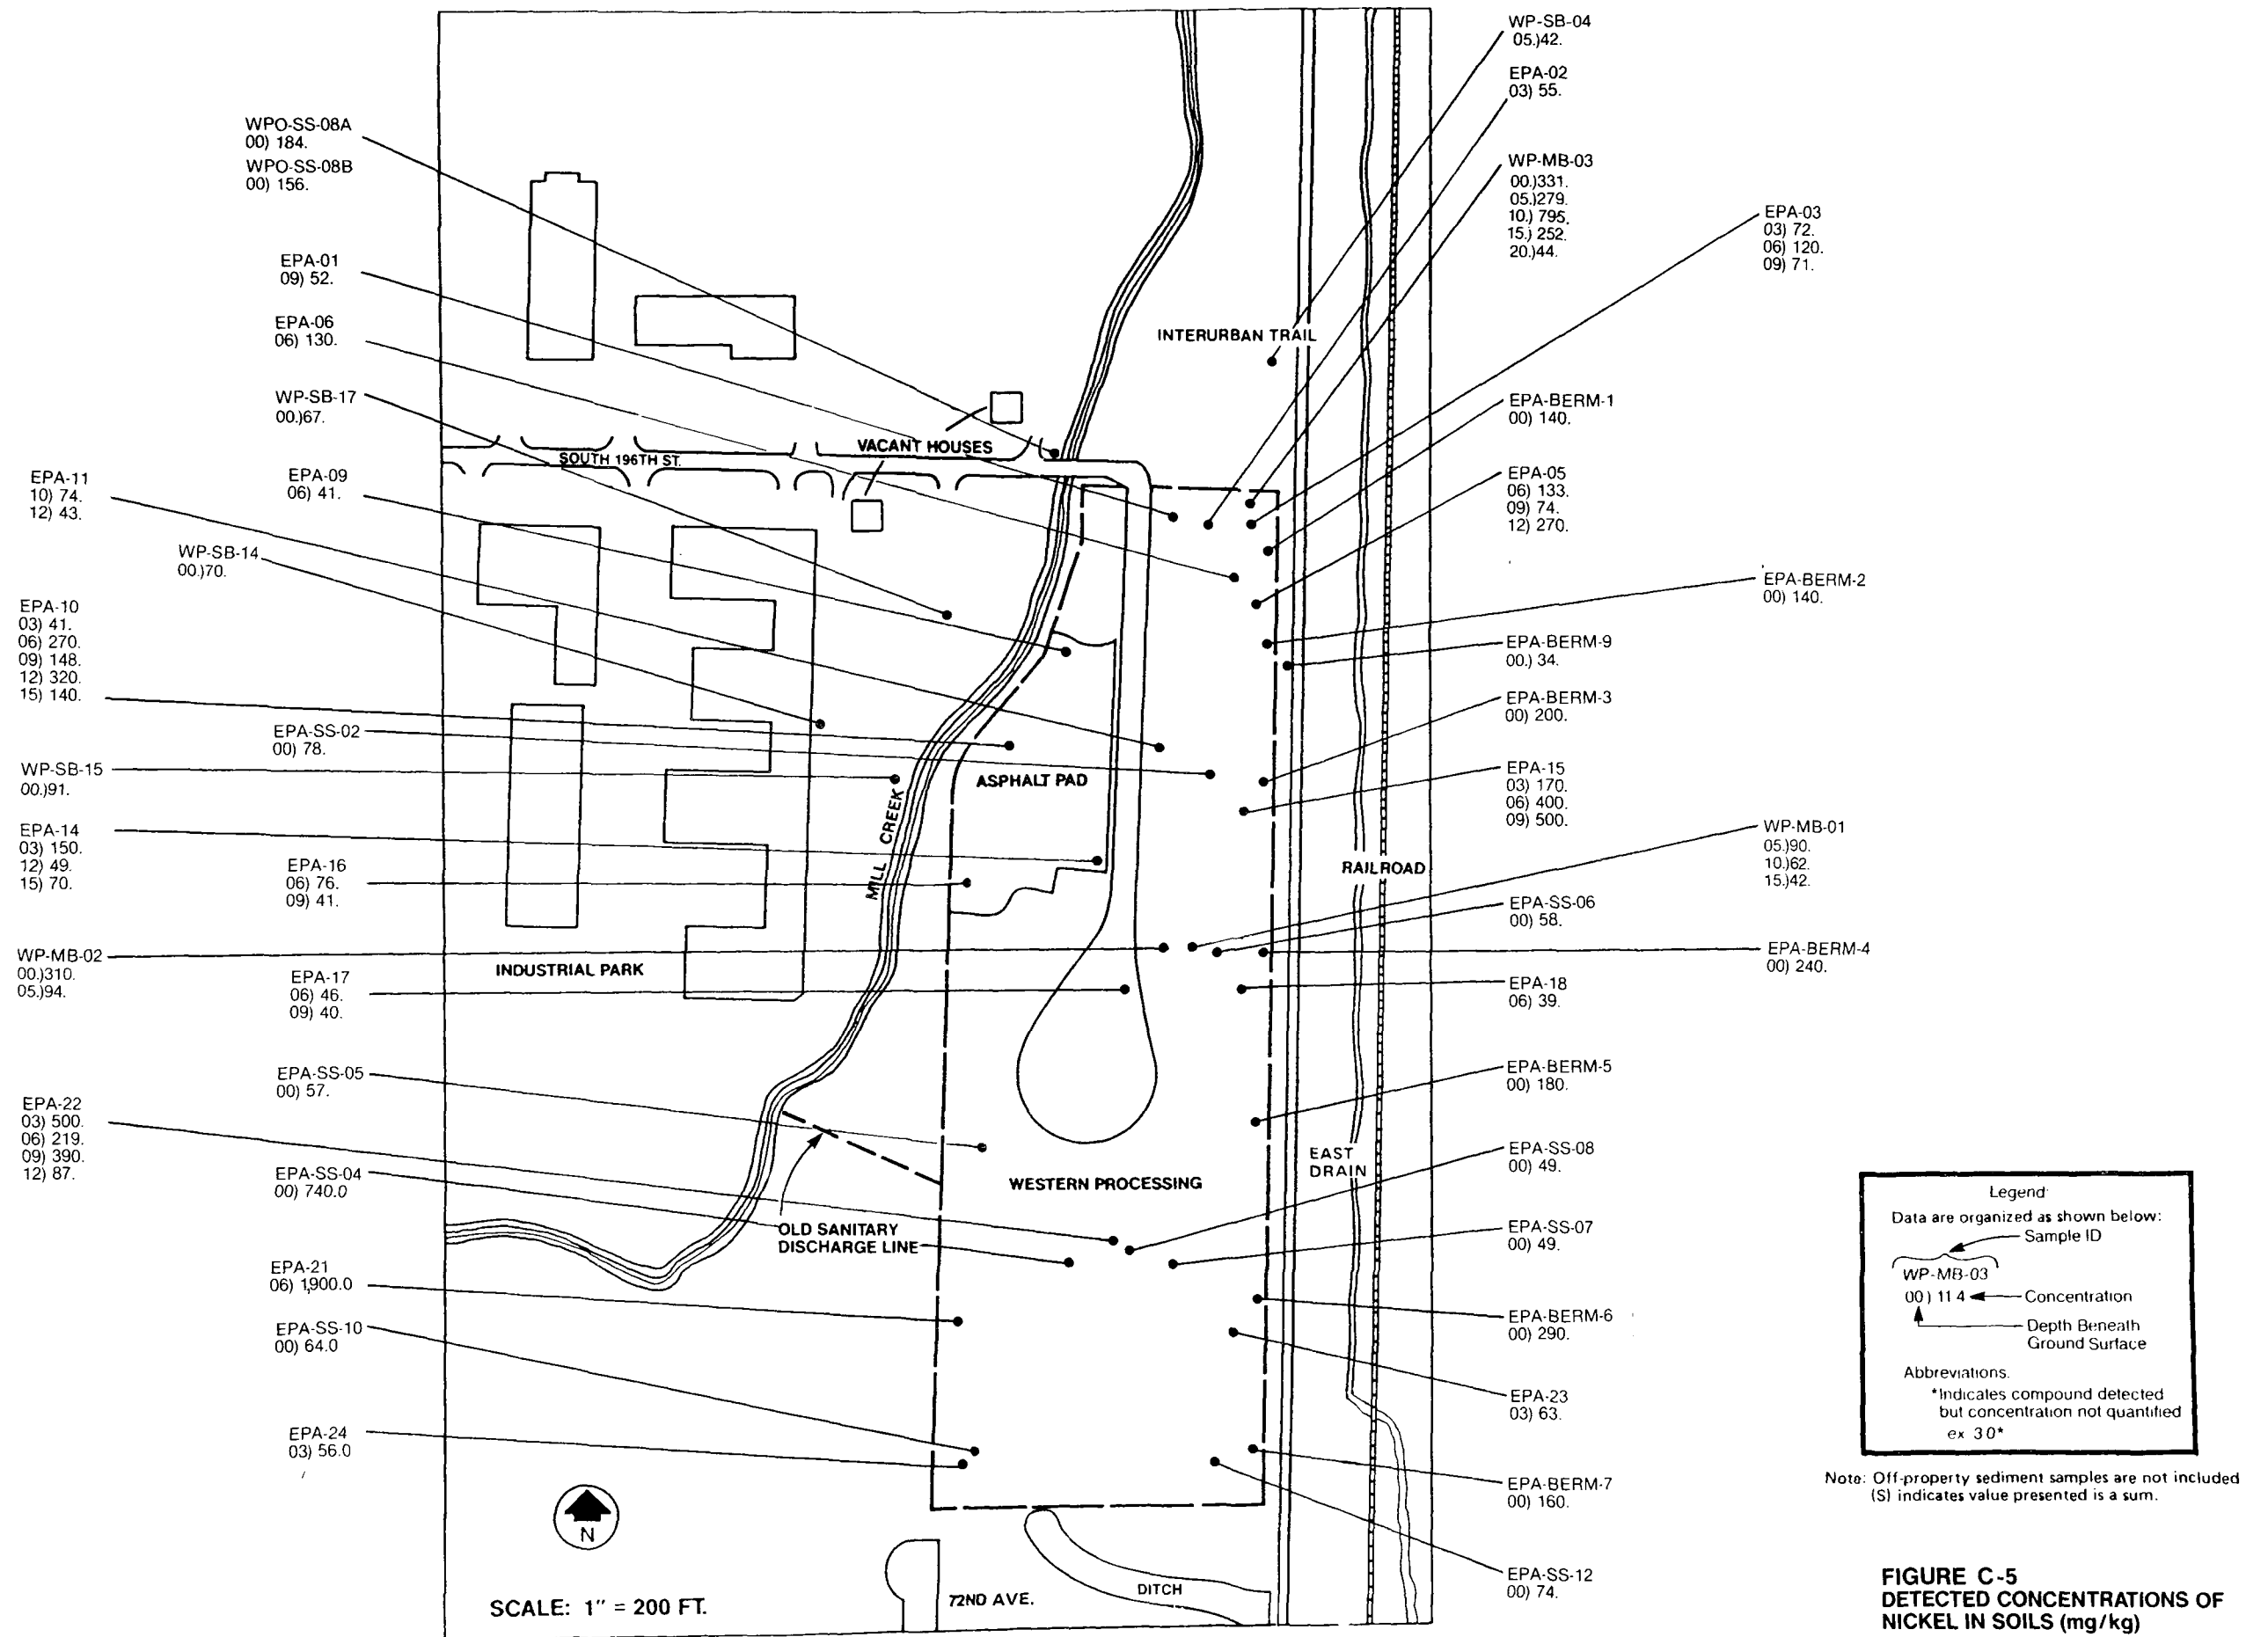 WPO-SS-08A
00) 184.
WPO-SS-08B
00) 156.
EPA-01
09) 52.
EPA-06
06) 130.
WP-SB-17
00.)67.
EPA-11
10) 74.
12) 43.
EPA-09
06) 41.
WP-SB-14
00.)70.
EPA-10
03) 41.
06) 270.
09) 148.
12) 320.
15) 140.
EPA-SS-02
00) 78.
WP-SB-15
00.)91.
EPA-14
03) 150.
12) 49.
15) 70.
EPA-16
06) 76.
09) 41.
WP-MB-02
00.)310.
05.)94.
EPA-17
06) 46.
09) 40.
EPA-SS-05
00) 57.
EPA-22
03) 500.
06) 219.
09) 390.
12) 87.
EPA-SS-04
00) 740.0
EPA-21
06) 1,900.0
EPA-SS-10
00) 64.0
EPA-24
03) 56.0
INTERURBAN TRAIL
VACANT HOUSES
SOUTH 196TH ST.
ASPHALT PAD
MILL CREEK
RAILROAD
INDUSTRIAL PARK
EAST
DRAIN
WESTERN PROCESSING
OLD SANITARY
DISCHARGE LINE
N
SCALE: 1" = 200 FT.
72ND AVE.
DITCH
WP-SB-04
05.)42.
EPA-02
03) 55.
WP-MB-03
00.)331.
05.)279.
10.) 795.
15.) 252.
20.)44.
EPA-03
03) 72.
06) 120.
09) 71.
EPA-BERM-1
00) 140.
EPA-05
06) 133.
09) 74.
12) 270.
EPA-BERM-2
00) 140.
EPA-BERM-9
00.) 34.
EPA-BERM-3
00) 200.
EPA-15
03) 170.
06) 400.
09) 500.
WP-MB-01
05.)90.
10.)62.
15.)42.
EPA-SS-06
00) 58.
EPA-BERM-4
00) 240.
EPA-18
06) 39.
EPA-BERM-5
00) 180.
EPA-SS-08
00) 49.
EPA-SS-07
00) 49.
EPA-BERM-6
00) 290.
EPA-23
03) 63.
EPA-BERM-7
00) 160.
EPA-SS-12
00) 74.
Legend
Data are organized as shown below:
Sample ID
WP-MB-03
00) 11 4
Concentration
Depth Beneath
Ground Surface
Abbreviations.
*Indicates compound detected
but concentration not quantified
ex 3 0*
Note: Off-property sediment samples are not included
(S) indicates value presented is a sum.
FIGURE C-5
DETECTED CONCENTRATIONS OF
NICKEL IN SOILS (mg/kg)